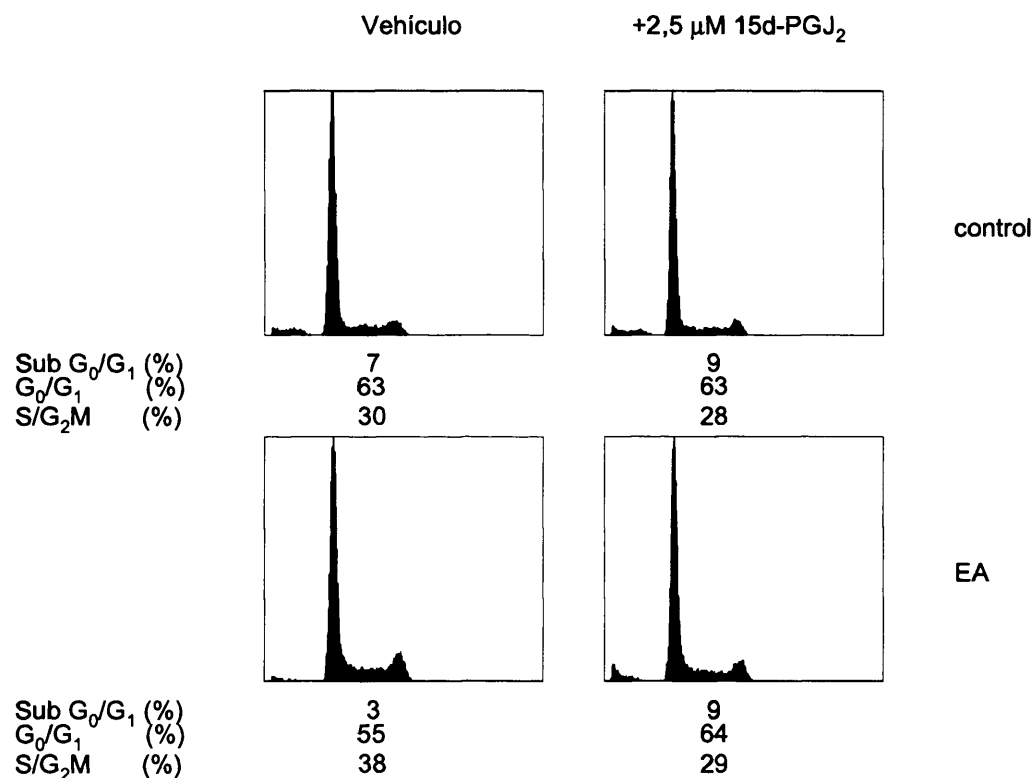 Vehículo +2,5 μM 15d-PGJ₂
control
Sub G₀/G₁ (%) 7 9
G₀/G₁ (%) 63 63
S/G₂M (%) 30 28
EA
Sub G₀/G₁ (%) 3 9
G₀/G₁ (%) 55 64
S/G₂M (%) 38 29